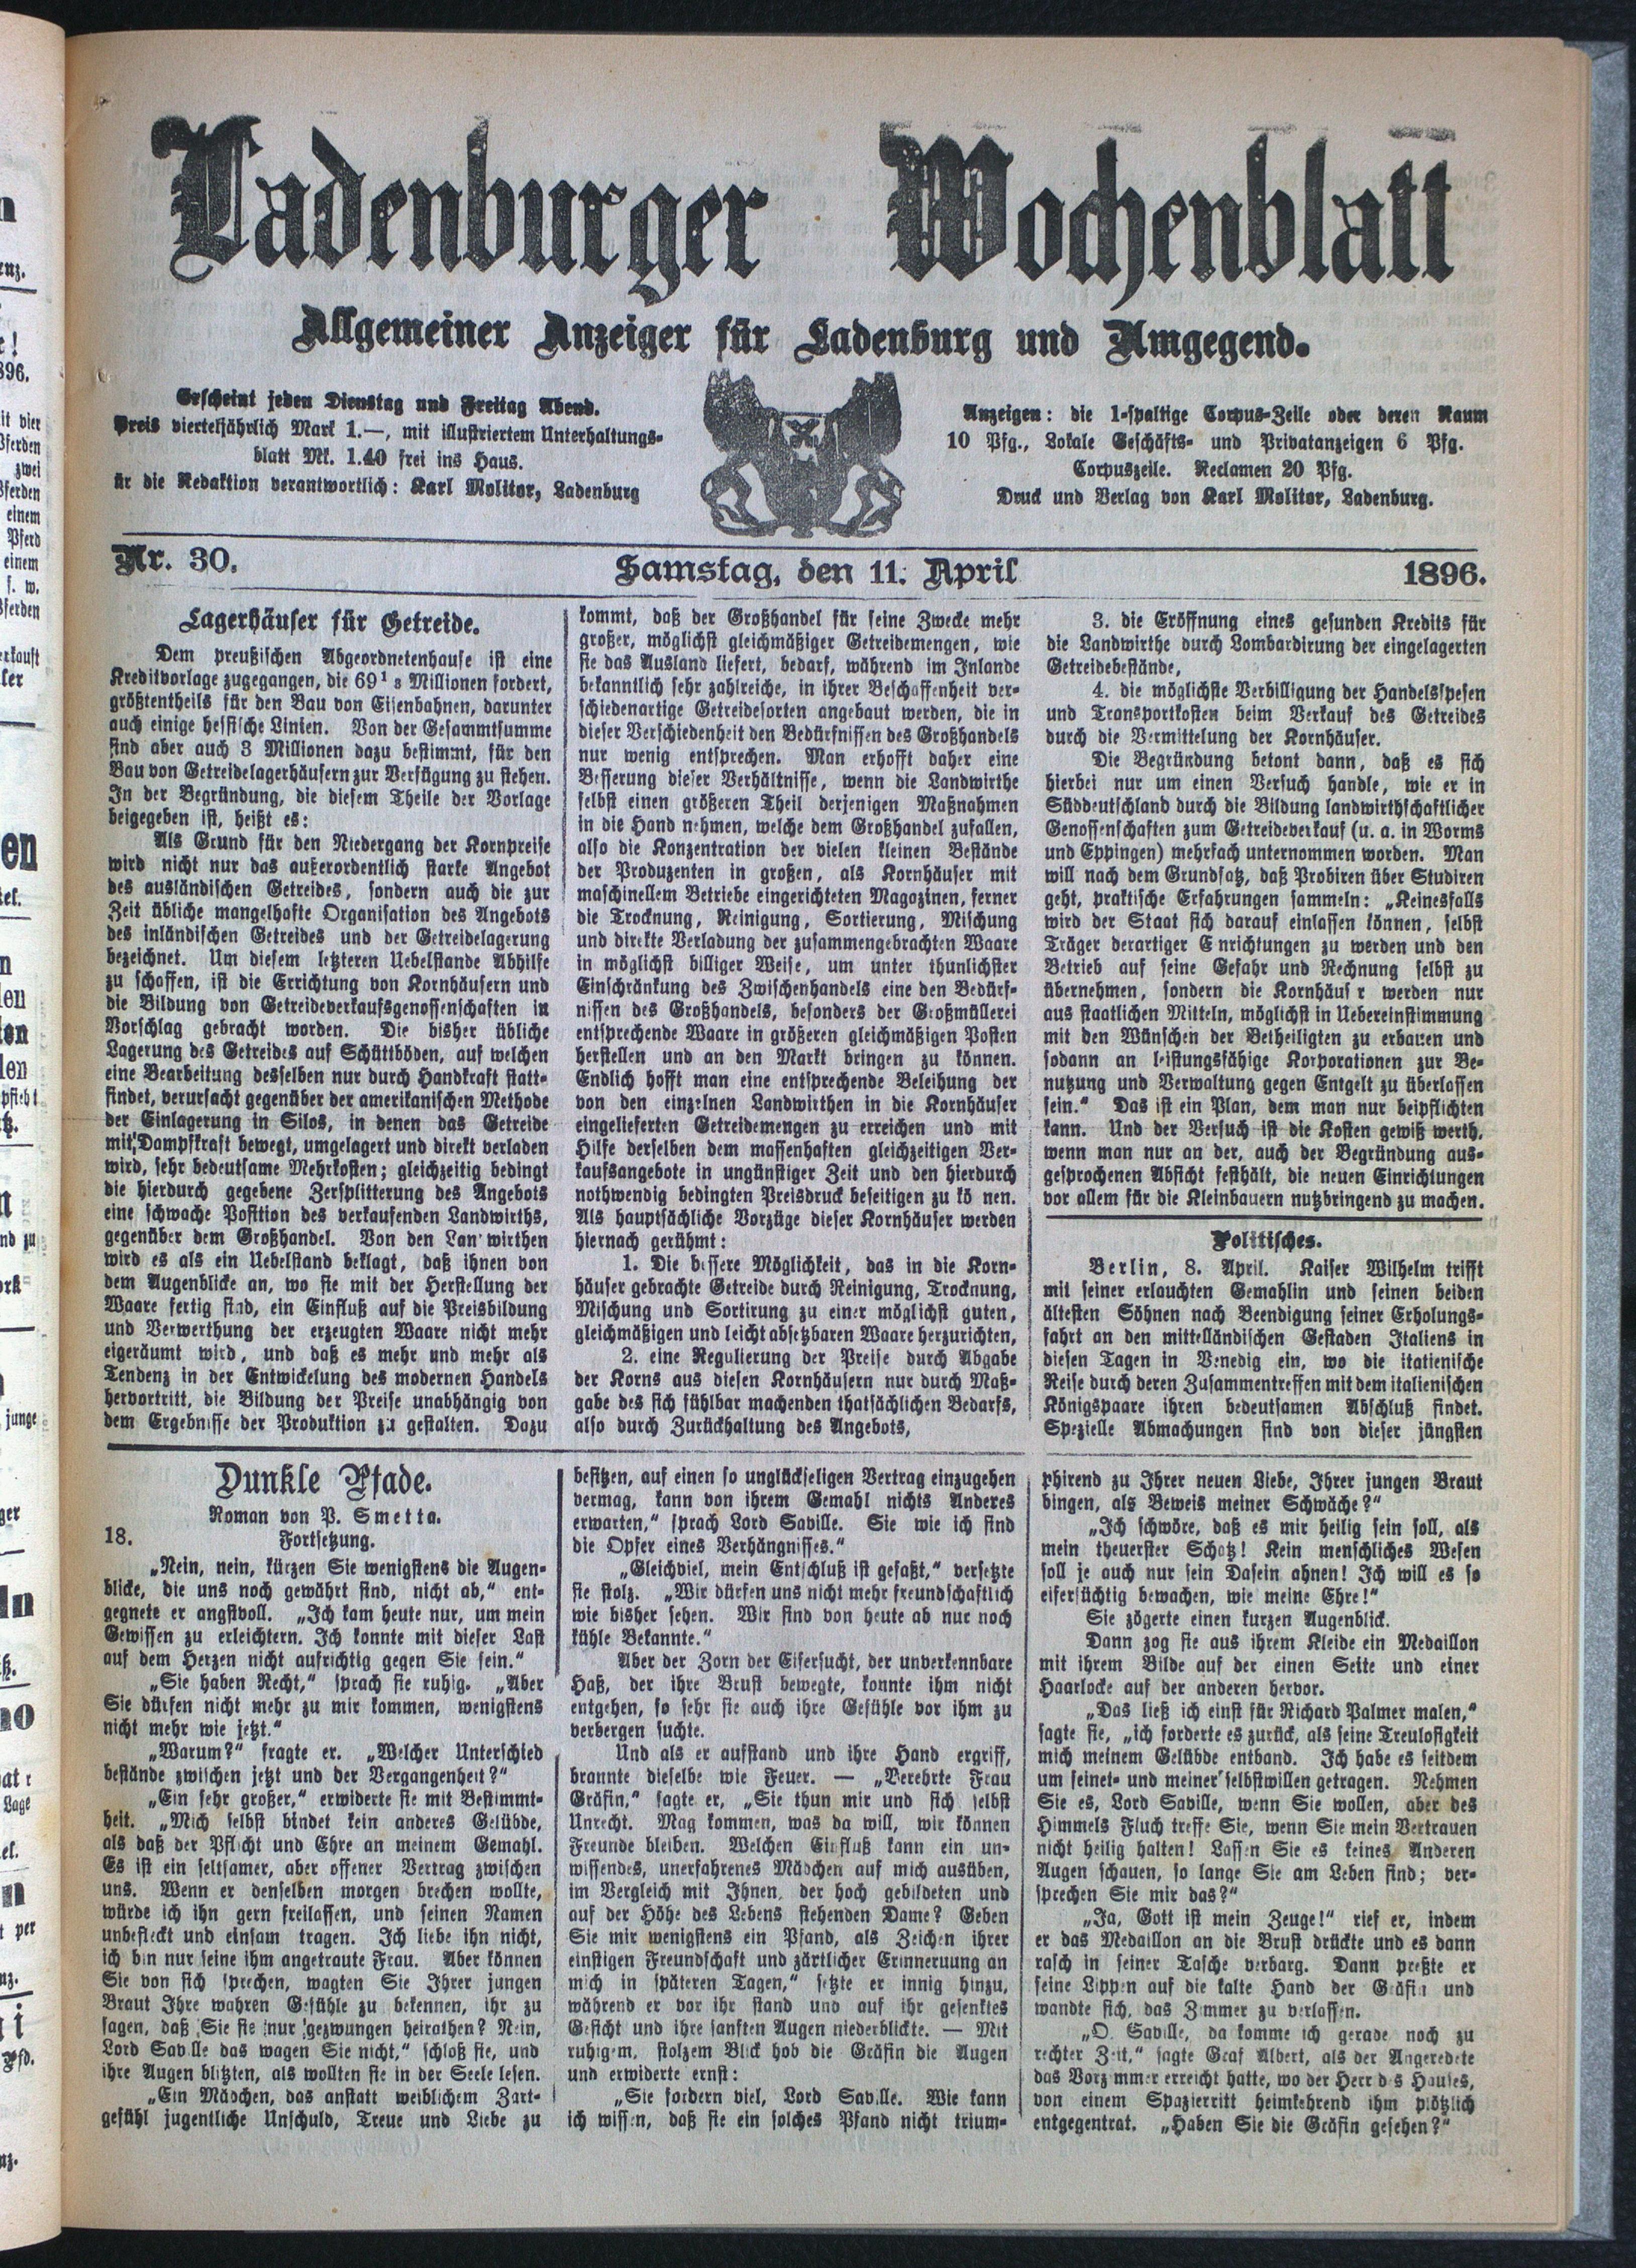 Ladenburger Wochenblatt
Allgemeiner Anzeiger für Ladenburg und Umgegend.
Erscheint jeden Dienstag und Freitag Abend.
Preis vierteljährlich Mark 1.—, mit illustriertem Unterhaltungs-
blatt Mk. 1.40 frei ins Haus.
ür die Redaktion verantwortlich: Karl Molitor, Ladenburg
Anzeigen: die 1-spaltige Corpus-Zeile oder deren Raum
10 Pfg., Lokale Geschäfts- und Privatanzeigen 6 Pfg.
Corpuszeile. Reclamen 20 Pfg.
Druck und Verlag von Karl Molitor, Ladenburg.
Nr. 30.
Samstag, den 11. April
1896.
Lagerhäuser für Getreide.
Dem preußischen Abgeordnetenhause ist eine
Kreditvorlage zugegangen, die 69¹ 3 Millionen fordert,
größtentheils für den Bau von Eisenbahnen, darunter
auch einige hessische Linien. Von der Gesammtsumme
sind aber auch 3 Millionen dazu bestimmt, für den
Bau von Getreidelagerhäusern zur Verfügung zu stehen.
In der Begründung, die diesem Theile der Vorlage
beigegeben ist, heißt es:
Als Grund für den Niedergang der Kornpreise
wird nicht nur das außerordentlich starke Angebot
des ausländischen Getreides, sondern auch die zur
Zeit übliche mangelhafte Organisation des Angebots
des inländischen Getreides und der Getreidelagerung
bezeichnet. Um diesem letzteren Uebelstande Abhilfe
zu schaffen, ist die Errichtung von Kornhäusern und
die Bildung von Getreideverkaufsgenossenschaften in
Vorschlag gebracht worden. Die bisher übliche
Lagerung des Getreides auf Schüttböden, auf welchen
eine Bearbeitung desselben nur durch Handkraft statt-
findet, verursacht gegenüber der amerikanischen Methode
der Einlagerung in Silos, in denen das Getreide
mit Dampfkraft bewegt, umgelagert und direkt verladen
wird, sehr bedeutsame Mehrkosten; gleichzeitig bedingt
die hierdurch gegebene Zersplitterung des Angebots
eine schwache Position des verkaufenden Landwirths,
gegenüber dem Großhandel. Von den Lan wirthen
wird es als ein Uebelstand beklagt, daß ihnen von
dem Augenblicke an, wo sie mit der Herstellung der
Waare fertig sind, ein Einfluß auf die Preisbildung
und Verwerthung der erzeugten Waare nicht mehr
eigeräumt wird, und daß es mehr und mehr als
Tendenz in der Entwickelung des modernen Handels
hervortritt, die Bildung der Preise unabhängig von
dem Ergebnisse der Produktion zu gestalten. Dazu
kommt, daß der Großhandel für seine Zwecke mehr
großer, möglichst gleichmäßiger Getreidemengen, wie
sie das Ausland liefert, bedarf, während im Inlande
bekanntlich sehr zahlreiche, in ihrer Beschaffenheit ver-
schiedenartige Getreidesorten angebaut werden, die in
dieser Verschiedenheit den Bedürfnissen des Großhandels
nur wenig entsprechen. Man erhofft daher eine
Besserung dieser Verhältnisse, wenn die Landwirthe
selbst einen größeren Theil derjenigen Maßnahmen
in die Hand nehmen, welche dem Großhandel zufallen,
also die Konzentration der vielen kleinen Bestände
der Produzenten in großen, als Kornhäuser mit
maschinellem Betriebe eingerichteten Magazinen, ferner
die Trocknung, Reinigung, Sortierung, Mischung
und direkte Verladung der zusammengebrachten Waare
in möglichst billiger Weise, um unter thunlichster
Einschränkung des Zwischenhandels eine den Bedürf-
nissen des Großhandels, besonders der Großmüllerei
entsprechende Waare in größeren gleichmäßigen Posten
herstellen und an den Markt bringen zu können.
Endlich hofft man eine entsprechende Beleihung der
von den einzelnen Landwirthen in die Kornhäuser
eingelieferten Getreidemengen zu erreichen und mit
Hilfe derselben dem massenhaften gleichzeitigen Ver-
kaufsangebote in ungünstiger Zeit und den hierdurch
nothwendig bedingten Preisdruck beseitigen zu kö nen.
Als hauptsächliche Vorzüge dieser Kornhäuser werden
hiernach gerühmt:
1. Die bessere Möglichkeit, das in die Korn-
häuser gebrachte Getreide durch Reinigung, Trocknung,
Mischung und Sortirung zu einer möglichst guten,
gleichmäßigen und leicht absetzbaren Waare herzurichten,
2. eine Regulierung der Preise durch Abgabe
der Korns aus diesen Kornhäusern nur durch Maß-
gabe des sich fühlbar machenden thatsächlichen Bedarfs,
also durch Zurückhaltung des Angebots,
3. die Eröffnung eines gesunden Kredits für
die Landwirthe durch Lombardirung der eingelagerten
Getreidebestände,
4. die möglichste Verbilligung der Handelsspesen
und Transportkosten beim Verkauf des Getreides
durch die Vermittelung der Kornhäuser.
Die Begründung betont dann, daß es sich
hierbei nur um einen Versuch handle, wie er in
Süddeutschland durch die Bildung landwirthschaftlicher
Genossenschaften zum Getreideverkauf (u. a. in Worms
und Eppingen) mehrfach unternommen worden. Man
will nach dem Grundsatz, daß Probiren über Studiren
geht, praktische Erfahrungen sammeln: „Keinesfalls
wird der Staat sich darauf einlassen können, selbst
Träger derartiger E nrichtungen zu werden und den
Betrieb auf seine Gefahr und Rechnung selbst zu
übernehmen, sondern die Kornhäus r werden nur
aus staatlichen Mitteln, möglichst in Uebereinstimmung
mit den Wünschen der Betheiligten zu erbauen und
sodann an leistungsfähige Korporationen zur Be-
nutzung und Verwaltung gegen Entgelt zu überlassen
sein.“ Das ist ein Plan, dem man nur beipflichten
kann. Und der Versuch ist die Kosten gewiß werth,
wenn man nur an der, auch der Begründung aus-
gesprochenen Absicht festhält, die neuen Einrichtungen
vor allem für die Kleinbauern nutzbringend zu machen.
Politisches.
Berlin, 8. April. Kaiser Wilhelm trifft
mit seiner erlauchten Gemahlin und seinen beiden
ältesten Söhnen nach Beendigung seiner Erholungs-
fahrt an den mittelländischen Gestaden Italiens in
diesen Tagen in Venedig ein, wo die italienische
Reise durch deren Zusammentreffen mit dem italienischen
Königspaare ihren bedeutsamen Abschluß findet.
Spezielle Abmachungen sind von dieser jüngsten
Dunkle Pfade.
Roman von P. Smetta.
18. Fortsetzung.
„Nein, nein, kürzen Sie wenigstens die Augen-
blicke, die uns noch gewährt sind, nicht ab,“ ent-
gegnete er angstvoll. „Ich kam heute nur, um mein
Gewissen zu erleichtern. Ich konnte mit dieser Last
auf dem Herzen nicht aufrichtig gegen Sie sein.“
„Sie haben Recht,“ sprach sie ruhig. „Aber
Sie dürfen nicht mehr zu mir kommen, wenigstens
nicht mehr wie jetzt.“
„Warum?“ fragte er. „Welcher Unterschied
bestände zwischen jetzt und der Vergangenheit?“
„Ein sehr großer,“ erwiderte sie mit Bestimmt-
heit. „Mich selbst bindet kein anderes Gelübde,
als daß der Pflicht und Ehre an meinem Gemahl.
Es ist ein seltsamer, aber offener Vertrag zwischen
uns. Wenn er denselben morgen brechen wollte,
würde ich ihn gern freilassen, und seinen Namen
unbefleckt und einsam tragen. Ich liebe ihn nicht,
ich bin nur seine ihm angetraute Frau. Aber können
Sie von sich sprechen, wagten Sie Ihrer jungen
Braut Ihre wahren Gefühle zu bekennen, ihr zu
sagen, daß Sie sie nur gezwungen heirathen? Nein,
Lord Sav lle das wagen Sie nicht,“ schloß sie, und
ihre Augen blitzten, als wollten sie in der Seele lesen.
„Ein Mädchen, das anstatt weiblichem Zart-
gefühl jugentliche Unschuld, Treue und Liebe zu
besitzen, auf einen so unglückseligen Vertrag einzugehen
vermag, kann von ihrem Gemahl nichts Anderes
erwarten,“ sprach Lord Saville. Sie wie ich sind
die Opfer eines Verhängnisses.“
„Gleichviel, mein Entschluß ist gefaßt,“ versetzte
sie stolz. „Wir dürfen uns nicht mehr freundschaftlich
wie bisher sehen. Wir sind von heute ab nur noch
kühle Bekannte.“
Aber der Zorn der Eifersucht, der unverkennbare
Haß, der ihre Brust bewegte, konnte ihm nicht
entgehen, so sehr sie auch ihre Gefühle vor ihm zu
verbergen suchte.
Und als er aufstand und ihre Hand ergriff,
brannte dieselbe wie Feuer. — „Verehrte Frau
Gräfin,“ sagte er, „Sie thun mir und sich selbst
Unrecht. Mag kommen, was da will, wir können
Freunde bleiben. Welchen Einfluß kann ein un-
wissendes, unerfahrenes Mädchen auf mich ausüben,
im Vergleich mit Ihnen, der hoch gebildeten und
auf der Höhe des Lebens stehenden Dame? Geben
Sie mir wenigstens ein Pfand, als Zeichen ihrer
einstigen Freundschaft und zärtlicher Erinneruung an
mich in späteren Tagen,“ setzte er innig hinzu,
während er vor ihr stand und auf ihr gesenktes
Gesicht und ihre sanften Augen niederblickte. — Mit
ruhigem, stolzem Blick hob die Gräfin die Augen
und erwiderte ernst:
„Sie fordern viel, Lord Sav lle. Wie kann
ich wissen, daß sie ein solches Pfand nicht trium-
phirend zu Ihrer neuen Liebe, Ihrer jungen Braut
bingen, als Beweis meiner Schwäche?“
„Ich schwöre, daß es mir heilig sein soll, als
mein theuerster Schatz! Kein menschliches Wesen
soll je auch nur sein Dasein ahnen! Ich will es so
eifersüchtig bewachen, wie meine Ehre!“
Sie zögerte einen kurzen Augenblick.
Dann zog sie aus ihrem Kleide ein Medaillon
mit ihrem Bilde auf der einen Seite und einer
Haarlocke auf der anderen hervor.
„Das ließ ich einst für Richard Palmer malen,“
sagte sie, „ich forderte es zurück, als seine Treulosigkeit
mich meinem Gelübde entband. Ich habe es seitdem
um seinet- und meiner selbstwillen getragen. Nehmen
Sie es, Lord Saville, wenn Sie wollen, aber des
Himmels Fluch treffe Sie, wenn Sie mein Vertrauen
nicht heilig halten! Lassen Sie es keines Anderen
Augen schauen, so lange Sie am Leben sind; ver-
sprechen Sie mir das?“
„Ja, Gott ist mein Zeuge!“ rief er, indem
er das Medaillon an die Brust drückte und es dann
rasch in seiner Tasche verbarg. Dann preßte er
seine Lippen auf die kalte Hand der Gräfin und
wandte sich, das Zimmer zu verlassen.
„O. Saville, da komme ich gerade noch zu
rechter Zeit,“ sagte Graf Albert, als der Angeredete
das Vorz mmer erreicht hatte, wo der Herr d s Hauses,
von einem Spazierritt heimkehrend ihm plötzlich
entgegentrat. „Haben Sie die Gräfin gesehen?“